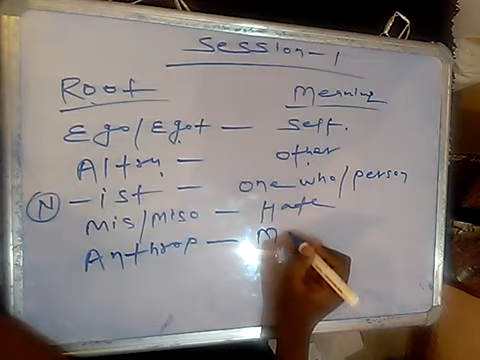 Session-1
Root Meaning
Ego/Egot — self.
Altru — other
N -ist — one who/person
Mis/Miso — Hate
Anthrop — M